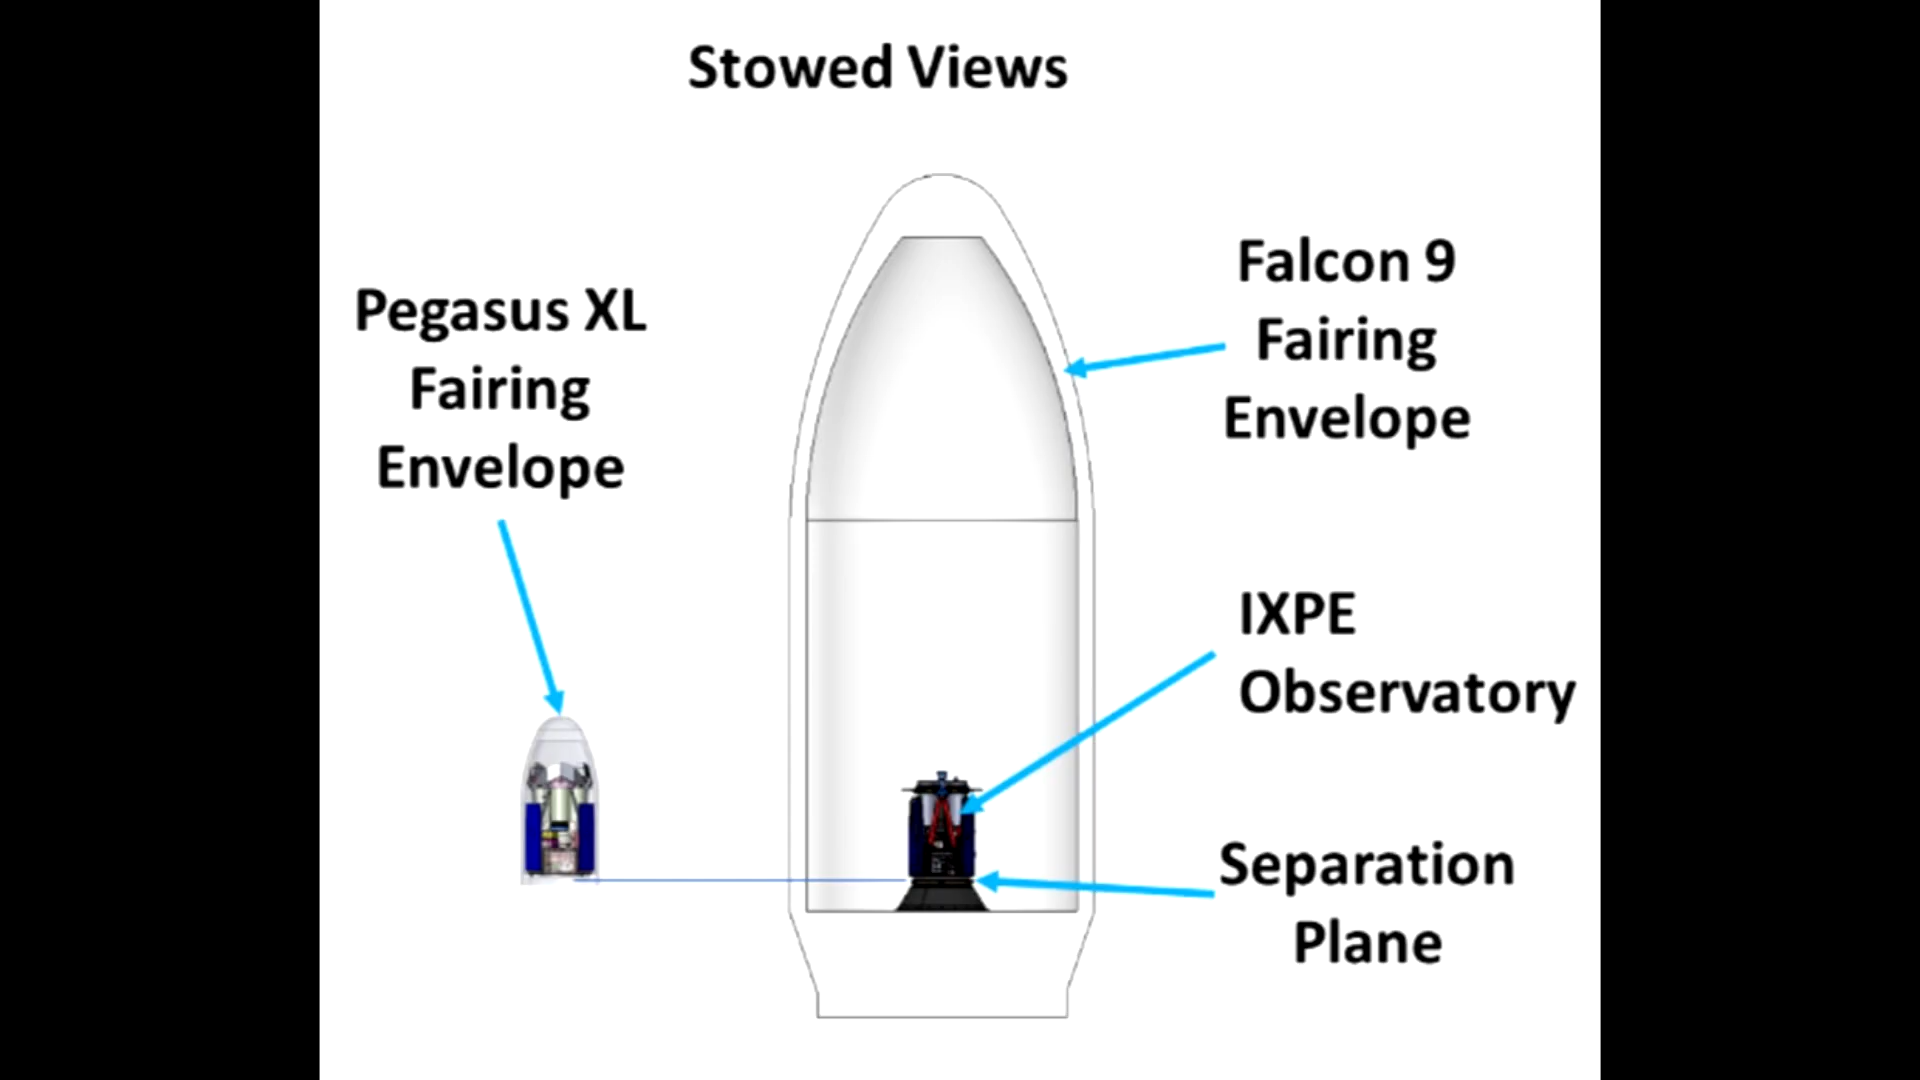 Stowed Views
Pegasus XL
Fairing
Envelope
Falcon 9
Fairing
Envelope
IXPE
Observatory
Separation
Plane